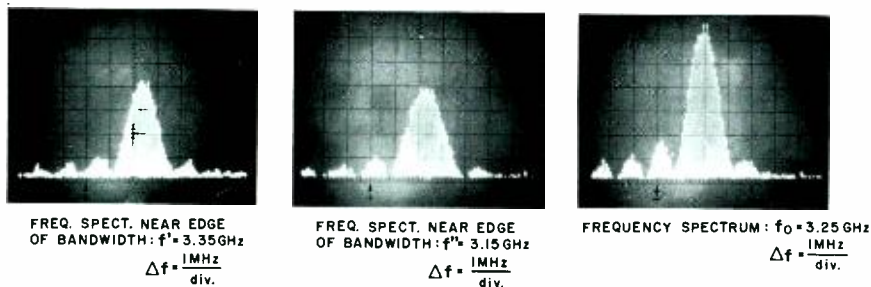 FREQ. SPECT. NEAR EDGE
OF BANDWIDTH: f' = 3.35GHz
Δf = 1MHz/div.
FREQ. SPECT. NEAR EDGE
OF BANDWIDTH: f" = 3.15GHz
Δf = 1MHz/div.
FREQUENCY SPECTRUM: fo = 3.25 GHz
Δf = 1MHz/div.